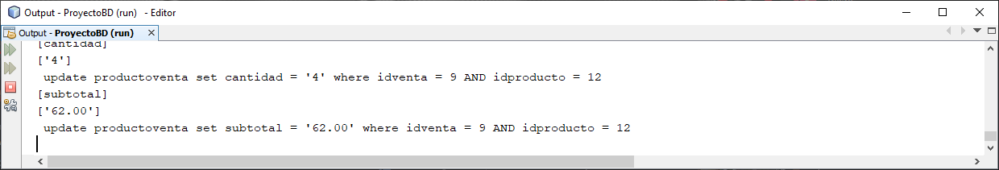 Output - ProyectoBD (run) - Editor
Output - ProyectoBD (run)
[cantidad]
['4']
update productoventa set cantidad = '4' where idventa = 9 AND idproducto = 12
[subtotal]
['62.00']
update productoventa set subtotal = '62.00' where idventa = 9 AND idproducto = 12